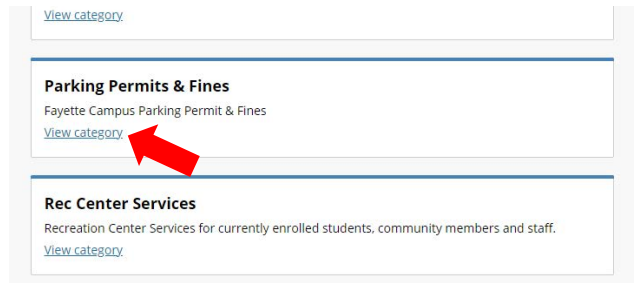 View category
Parking Permits & Fines
Fayette Campus Parking Permit & Fines
View category
Rec Center Services
Recreation Center Services for currently enrolled students, community members and staff.
View category